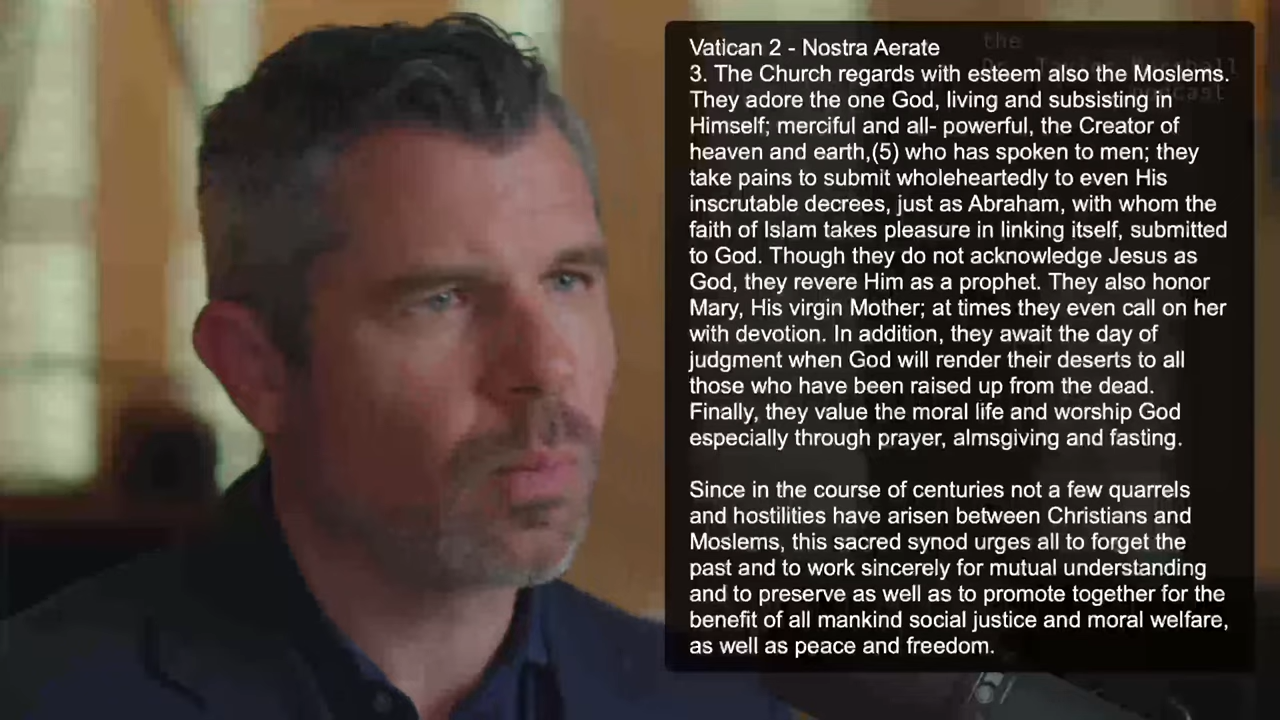 the
podcast
Vatican 2 - Nostra Aerate
3. The Church regards with esteem also the Moslems.
They adore the one God, living and subsisting in
Himself; merciful and all- powerful, the Creator of
heaven and earth,(5) who has spoken to men; they
take pains to submit wholeheartedly to even His
inscrutable decrees, just as Abraham, with whom the
faith of Islam takes pleasure in linking itself, submitted
to God. Though they do not acknowledge Jesus as
God, they revere Him as a prophet. They also honor
Mary, His virgin Mother; at times they even call on her
with devotion. In addition, they await the day of
judgment when God will render their deserts to all
those who have been raised up from the dead.
Finally, they value the moral life and worship God
especially through prayer, almsgiving and fasting.
Since in the course of centuries not a few quarrels
and hostilities have arisen between Christians and
Moslems, this sacred synod urges all to forget the
past and to work sincerely for mutual understanding
and to preserve as well as to promote together for the
benefit of all mankind social justice and moral welfare,
as well as peace and freedom.